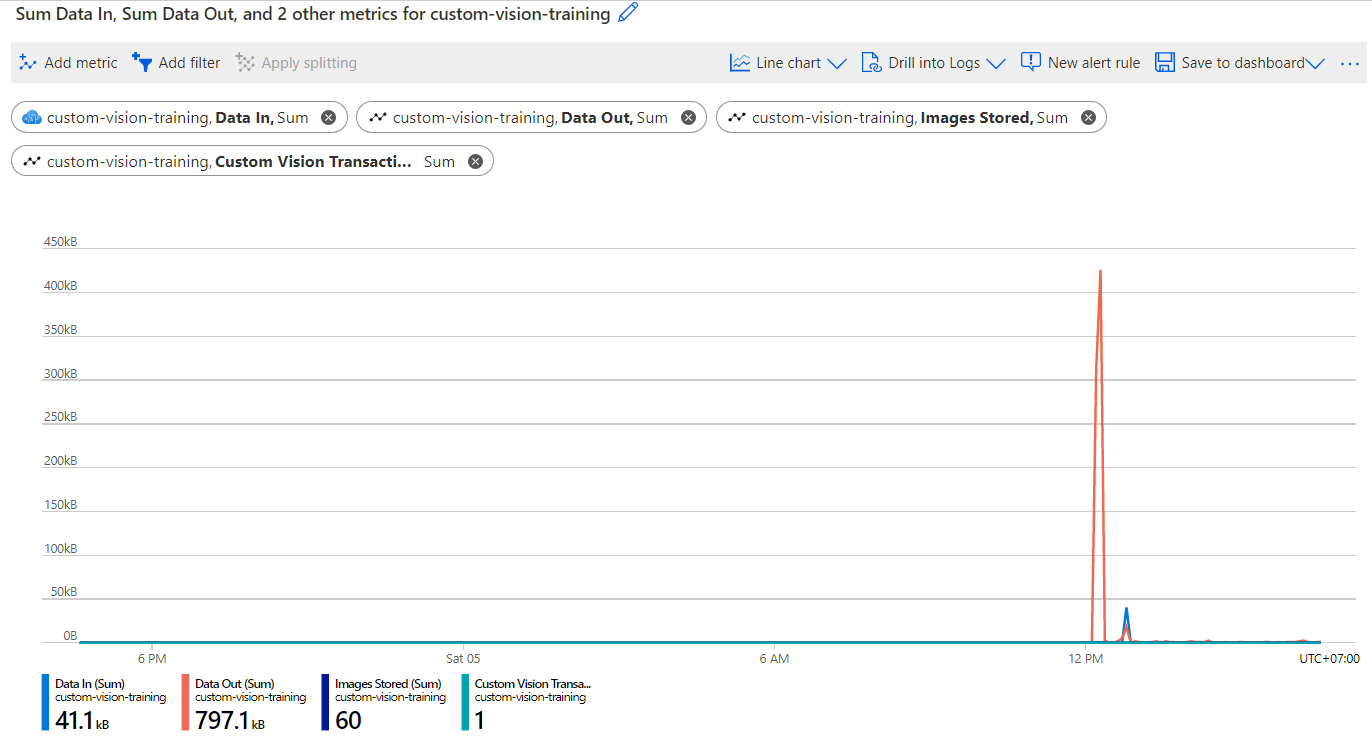 Sum Data In, Sum Data Out, and 2 other metrics for custom-vision-training
Add metric Add filter Apply splitting Line chart Drill into Logs New alert rule Save to dashboard ...
custom-vision-training, Data In, Sum custom-vision-training, Data Out, Sum custom-vision-training, Images Stored, Sum
custom-vision-training, Custom Vision Transacti... Sum
450kB
400kB
350kB
300kB
250kB
200kB
150kB
100kB
50kB
0B
6 PM Sat 05 6 AM 12 PM UTC+07:00
Data In (Sum) Data Out (Sum) Images Stored (Sum) Custom Vision Transa...
custom-vision-training custom-vision-training custom-vision-training custom-vision-training
41.1 kB 797.1 kB 60 1